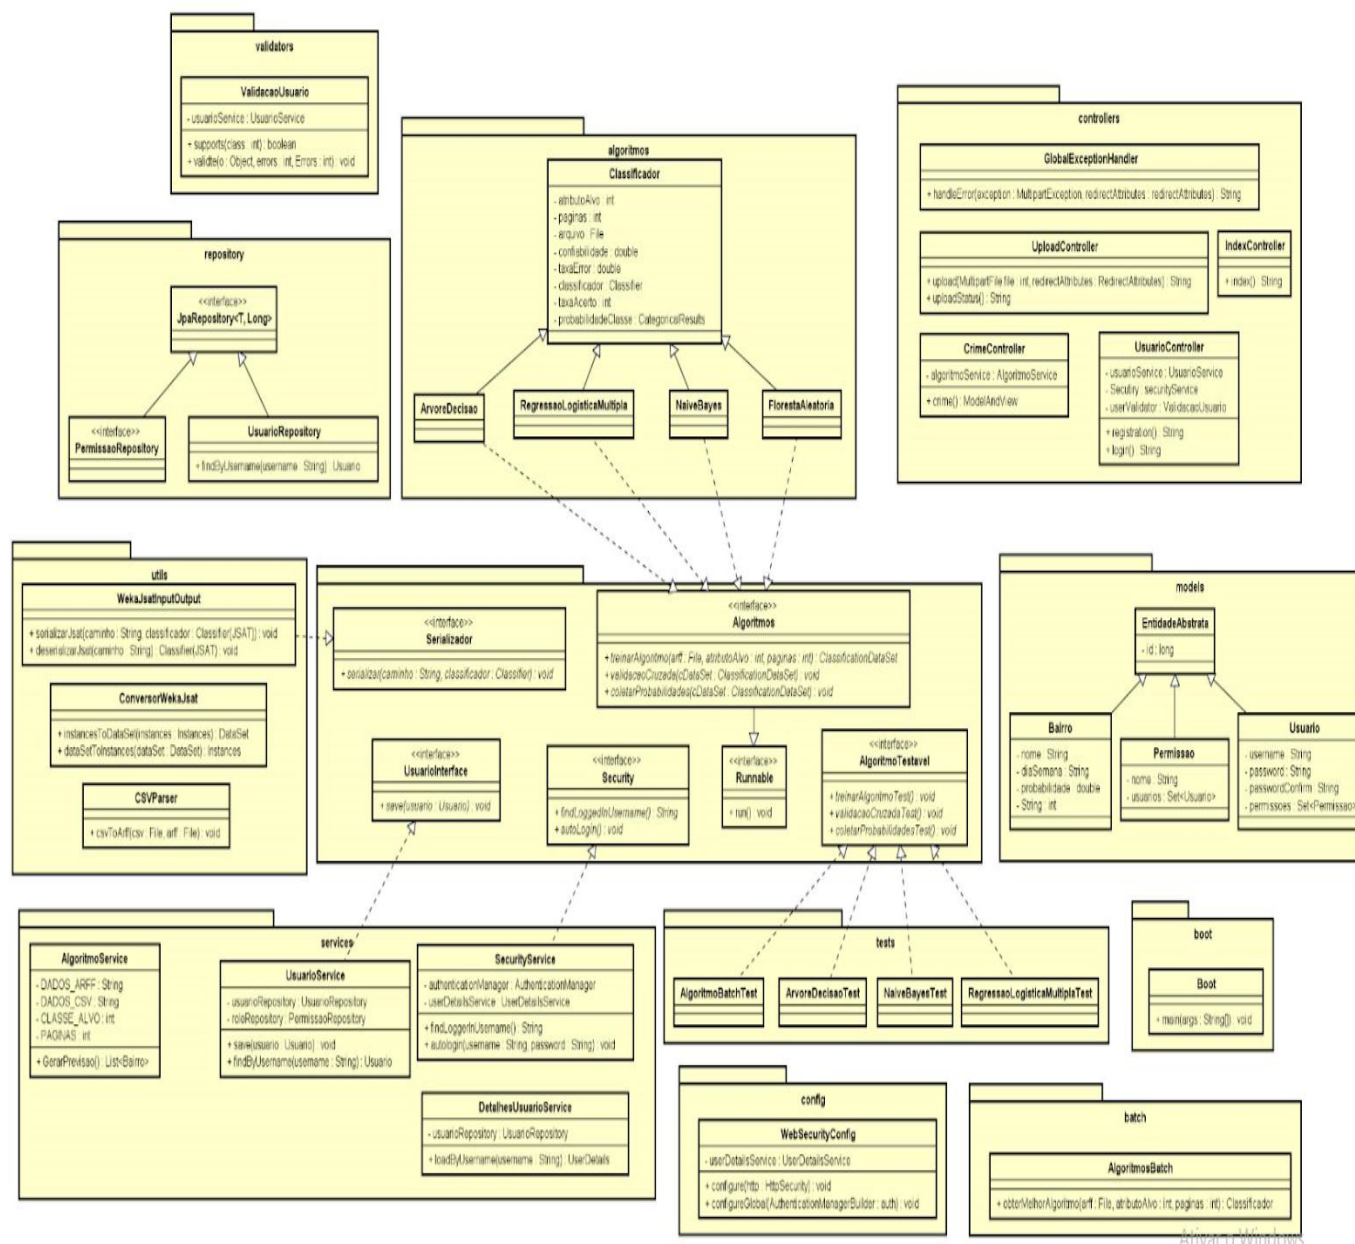 validators
ValidacaoUsuario
- usuarioService : UsuarioService
+ supports(class : int) : boolean
+ validte(o : Object, errors : int, Errors : int) : void
repository
<<interface>>
JpaRepository<T, Long>
<<interface>>
PermissaoRepository
UsuarioRepository
+ findByUsername(username : String) : Usuario
algoritmos
Classificador
- atributoAlvo : int
- paginas : int
- arquivo : File
- confiabilidade : double
- taxaError : double
- classificador : Classifier
- taxaAcerto : int
- probabilidadeClasse : CategoricalResults
ArvoreDecisao
RegressaoLogisticaMultipla
NaiveBayes
FlorestaAleatoria
controllers
GlobalExceptionHandler
+ handleError(exception : MultipartException, redirectAttributes : redirectAttributes) : String
UploadController
+ upload(MultipartFile file : int, redirectAttributes : RedirectAttributes) : String
+ uploadStatus() : String
IndexController
+ index() : String
CrimeController
- algoritmoService : AlgoritmoService
+ crime() : ModelAndView
UsuarioController
- usuarioService : UsuarioService
- Secutiry : securityService
- userValidator : ValidacaoUsuario
+ registration() : String
+ login() : String
utils
WekaJsatInputOutput
+ serializarJsat(caminho : String, classificador : Classifier(JSAT)) : void
+ deserializarJsat(caminho : String) : Classifier(JSAT) : void
ConversorWekaJsat
+ instancesToDataSet(instances : Instances) : DataSet
+ dataSetToInstances(dataSet : DataSet) : Instances
CSVParser
+ csvToArff(csv : File, arff : File) : void
<<interface>>
Serializador
+ serializar(caminho : String, classificador : Classifier) : void
<<interface>>
Algoritmos
+ treinarAlgoritmo(arff : File, atributoAlvo : int, paginas : int) : ClassificationDataSet
+ validacaoCruzada(cDataSet : ClassificationDataSet) : void
+ coletarProbabilidades(cDataSet : ClassificationDataSet) : void
<<interface>>
UsuarioInterface
+ save(usuario : Usuario) : void
<<interface>>
Security
+ findLoggedInUsername() : String
+ autoLogin() : void
<<interface>>
Runnable
+ run() : void
<<interface>>
AlgoritmoTestavel
+ treinarAlgoritmoTest() : void
+ validacaoCruzadaTest() : void
+ coletarProbabilidadesTest() : void
models
EntidadeAbstrata
- id : long
Bairro
- nome : String
- diaSemana : String
- probabilidade : double
- String : int
Permissao
- nome : String
- usuarios : Set<Usuario>
Usuario
- username : String
- password : String
- passwordConfirm : String
- permissoes : Set<Permissao>
services
AlgoritmoService
- DADOS_ARFF : String
- DADOS_CSV : String
- CLASSE_ALVO : int
- PAGINAS : int
+ GerarPrevisao() : List<Bairro>
UsuarioService
- usuarioRepository : UsuarioRepository
- roleRepository : PermissaoRepository
+ save(usuario : Usuario) : void
+ findByUsername(username : String) : Usuario
SecurityService
- authenticationManager : AuthenticationManager
- userDetailsService : UserDetailsService
+ findLoggerInUsername() : String
+ autologin(username : String, password : String) : void
DetalhesUsuarioService
- usuarioRepository : UsuarioRepository
+ loadByUsername(username : String) : UserDetails
tests
AlgoritmoBatchTest
ArvoreDecisaoTest
NaiveBayesTest
RegressaoLogisticaMultiplaTest
boot
Boot
+ main(args : String[]) : void
config
WebSecurityConfig
- userDetailsService : UserDetailsService
+ configure(http : HttpSecurity) : void
+ configureGlobal(AuthenticationManagerBuilder : auth) : void
batch
AlgoritmosBatch
+ obterMelhorAlgoritmo(arff : File, atributoAlvo : int, paginas : int) : Classificador
Ativar o Windows